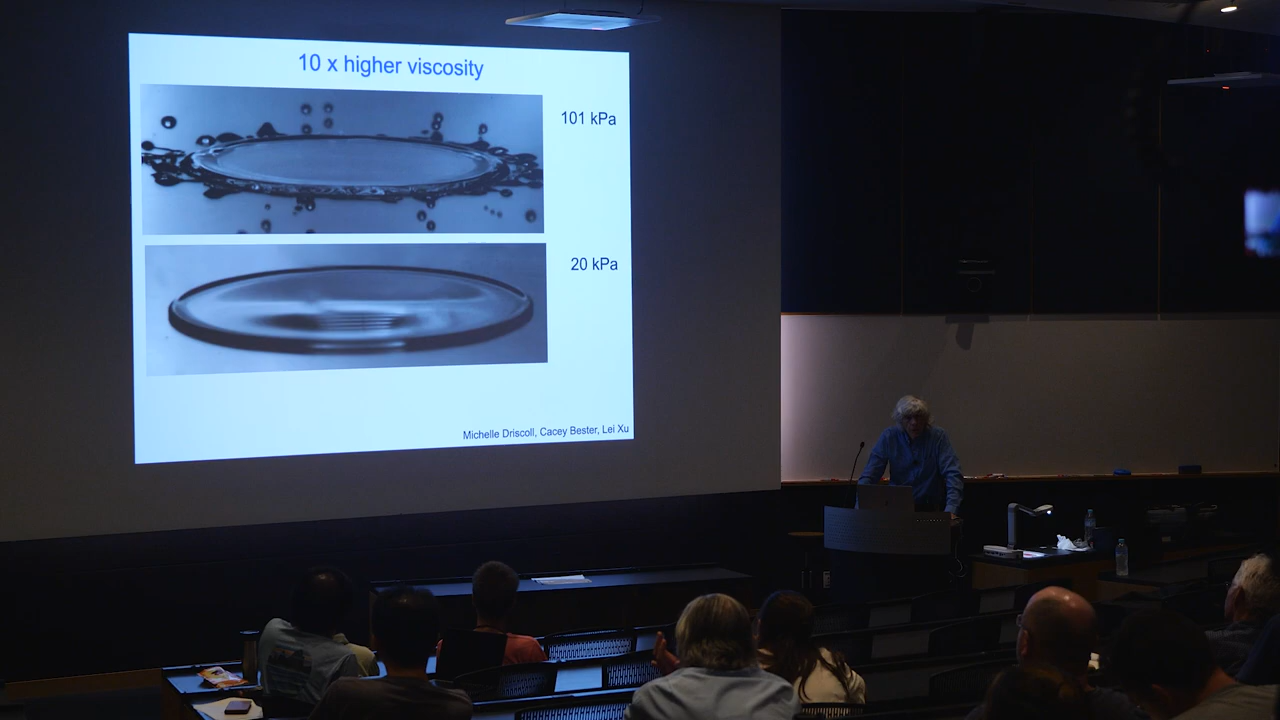 10 x higher viscosity
101 kPa
20 kPa
Michelle Driscoll, Cacey Bester, Lei Xu